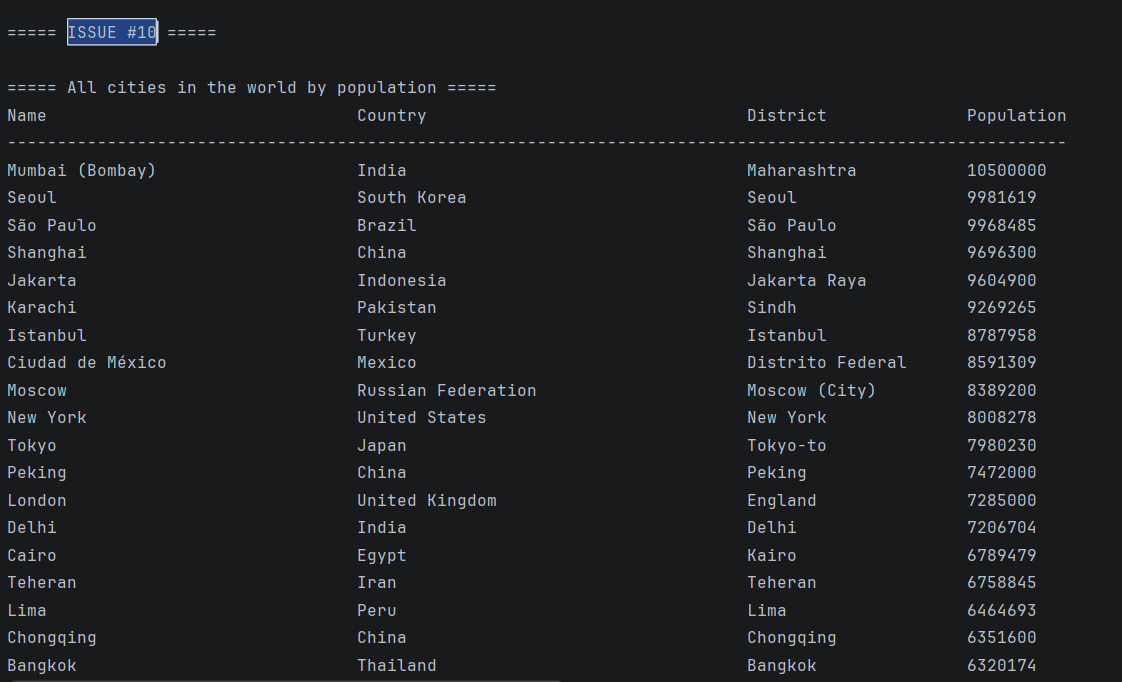 ===== ISSUE #10 =====
===== All cities in the world by population =====
Name Country District Population
----------------------------------------------------------------------------------------------------------
Mumbai (Bombay) India Maharashtra 10500000
Seoul South Korea Seoul 9981619
São Paulo Brazil São Paulo 9968485
Shanghai China Shanghai 9696300
Jakarta Indonesia Jakarta Raya 9604900
Karachi Pakistan Sindh 9269265
Istanbul Turkey Istanbul 8787958
Ciudad de México Mexico Distrito Federal 8591309
Moscow Russian Federation Moscow (City) 8389200
New York United States New York 8008278
Tokyo Japan Tokyo-to 7980230
Peking China Peking 7472000
London United Kingdom England 7285000
Delhi India Delhi 7206704
Cairo Egypt Kairo 6789479
Teheran Iran Teheran 6758845
Lima Peru Lima 6464693
Chongqing China Chongqing 6351600
Bangkok Thailand Bangkok 6320174